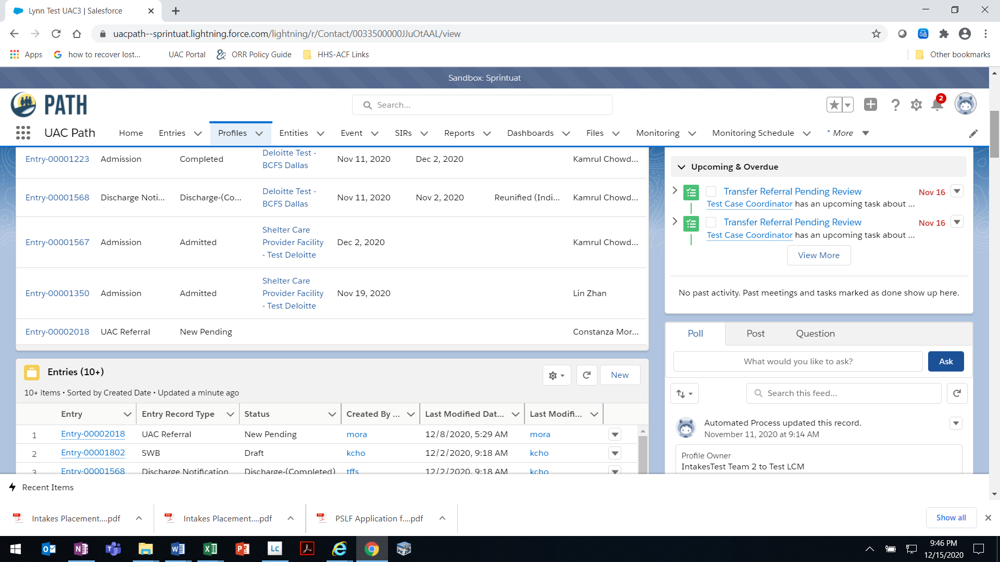 Lynn Test UAC3 | Salesforce
uacpath--sprintuat.lightning.force.com/lightning/r/Contact/0033500000JJuOtAAL/view
Apps how to recover lost... UAC Portal ORR Policy Guide HHS-ACF Links Other bookmarks
Sandbox: Sprintuat
PATH
Search...
2
UAC Path Home Entries Profiles Entities Event SIRs Reports Dashboards Files Monitoring Monitoring Schedule * More
Entry-00001223 Admission Completed Deloitte Test - BCFS Dallas Nov 11, 2020 Dec 2, 2020 Kamrul Chowd...
Entry-00001568 Discharge Noti... Discharge-(Co... Deloitte Test - BCFS Dallas Nov 11, 2020 Nov 2, 2020 Reunified (Indi... Kamrul Chowd...
Entry-00001567 Admission Admitted Shelter Care Provider Facility - Test Deloitte Dec 2, 2020 Kamrul Chowd...
Entry-00001350 Admission Admitted Shelter Care Provider Facility - Test Deloitte Nov 19, 2020 Lin Zhan
Entry-00002018 UAC Referral New Pending Constanza Mor...
Entries (10+)
New
10+ items • Sorted by Created Date • Updated a minute ago
Entry Entry Record Type Status Created By ... Last Modified Dat... Last Modifi...
1 Entry-00002018 UAC Referral New Pending mora 12/8/2020, 5:29 AM mora
2 Entry-00001802 SWB Draft kcho 12/2/2020, 9:18 AM kcho
3 Entry-00001568 Discharge Notification Discharge-(Completed) tffs 12/2/2020, 9:18 AM kcho
Upcoming & Overdue
Transfer Referral Pending Review Nov 16
Test Case Coordinator has an upcoming task about ...
Transfer Referral Pending Review Nov 16
Test Case Coordinator has an upcoming task about ...
View More
No past activity. Past meetings and tasks marked as done show up here.
Poll Post Question
What would you like to ask? Ask
Search this feed...
Automated Process updated this record.
November 11, 2020 at 9:14 AM
Profile Owner
IntakesTest Team 2 to Test LCM
Recent Items
Intakes Placement....pdf Intakes Placement....pdf PSLF Application f....pdf Show all
Lc
9:46 PM
12/15/2020